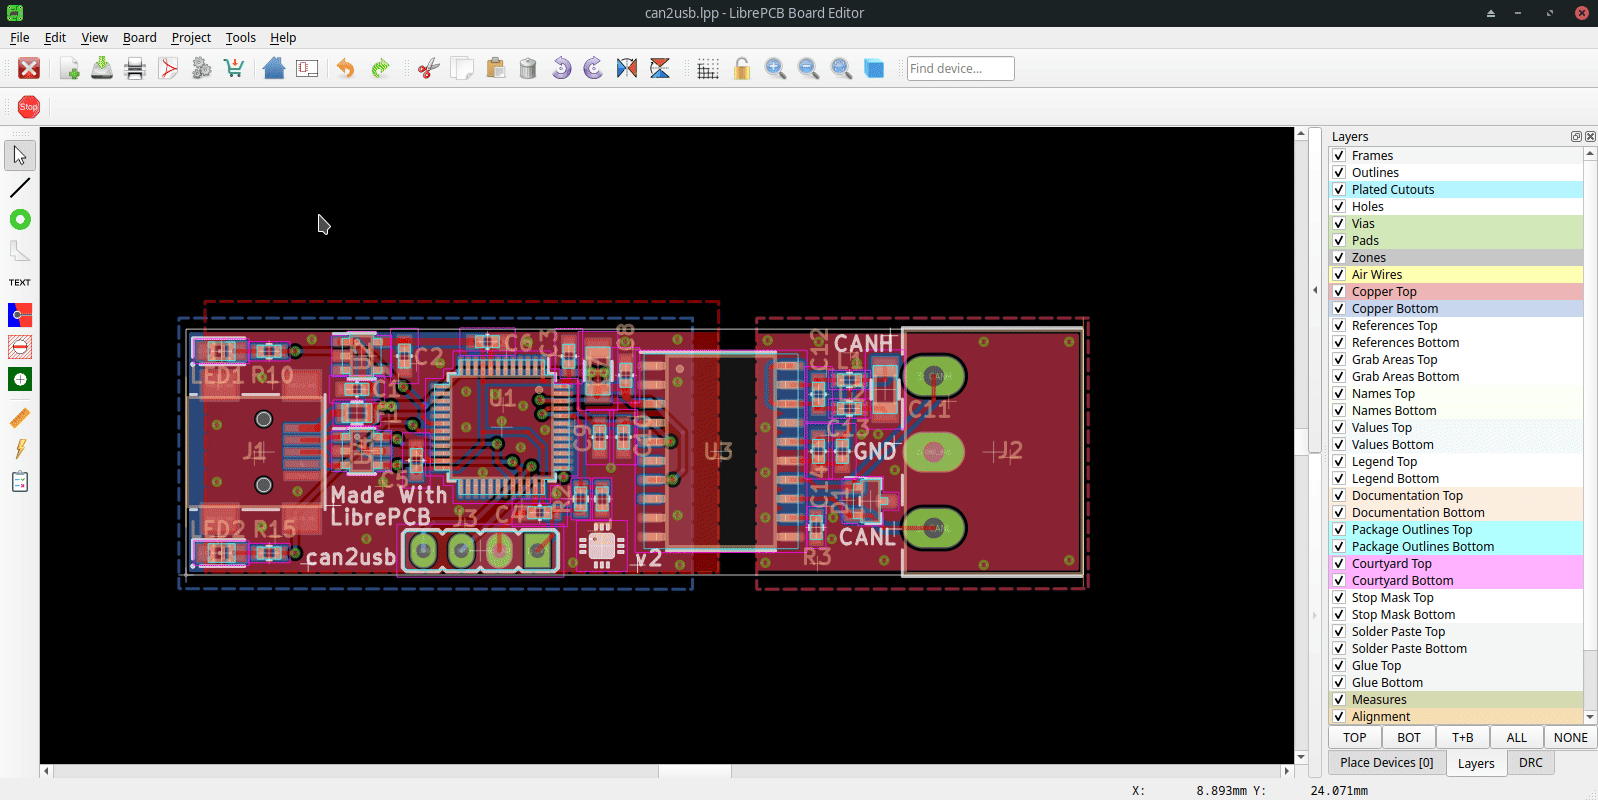 can2usb.lpp - LibrePCB Board Editor
File Edit View Board Project Tools Help
Find device...
Stop
TEXT
Layers
Frames
Outlines
Plated Cutouts
Holes
Vias
Pads
Zones
Air Wires
Copper Top
Copper Bottom
References Top
References Bottom
Grab Areas Top
Grab Areas Bottom
Names Top
Names Bottom
Values Top
Values Bottom
Legend Top
Legend Bottom
Documentation Top
Documentation Bottom
Package Outlines Top
Package Outlines Bottom
Courtyard Top
Courtyard Bottom
Stop Mask Top
Stop Mask Bottom
Solder Paste Top
Solder Paste Bottom
Glue Top
Glue Bottom
Measures
Alignment
TOP BOT T+B ALL NONE
Place Devices [0] Layers DRC
LED1 R10
C2
C6
C3
C8
C12
CANH
L1
C11
U1
J1
C9
U3
C13
GND
J2
C5
Made With
LibrePCB
J3
C4
R2
C14
D1
LED2 R15
can2usb
v2
CANL
R3
X: 8.893mm Y: 24.071mm